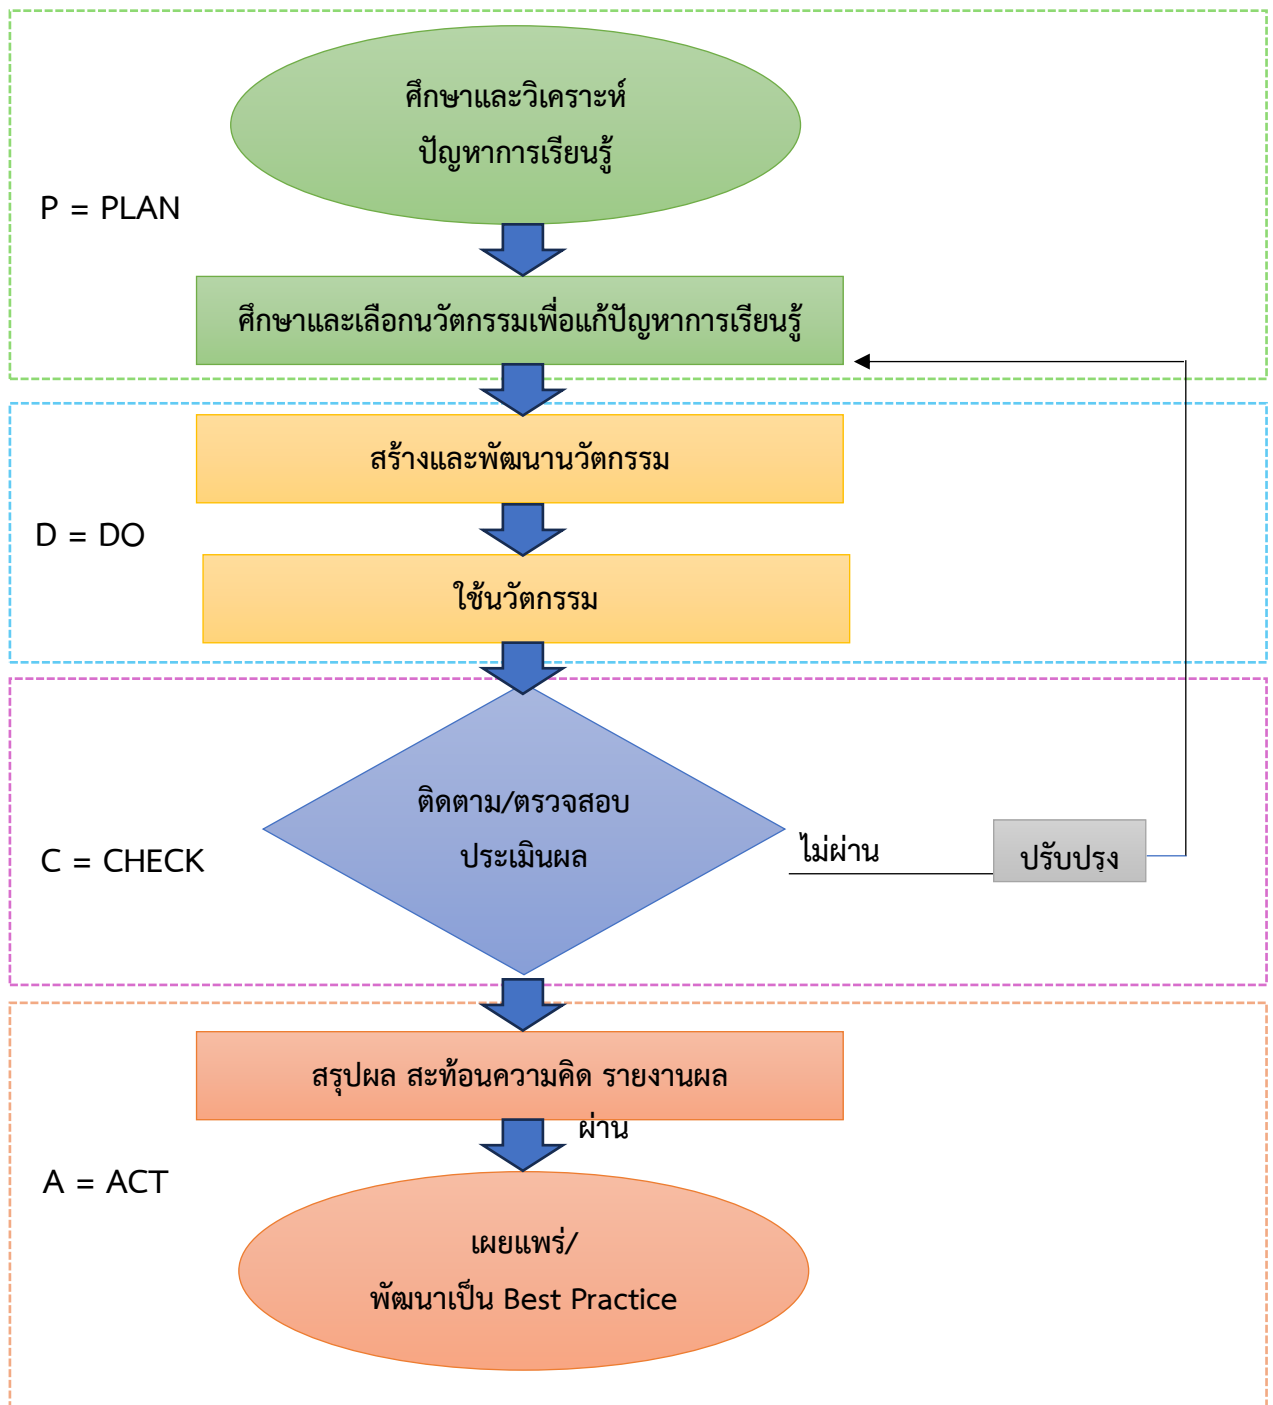 ศึกษาและวิเคราะห์
ปัญหาการเรียนรู้
P = PLAN
ศึกษาและเลือกนวัตกรรมเพื่อแก้ปัญหาการเรียนรู้
สร้างและพัฒนานวัตกรรม
D = DO
ใช้นวัตกรรม
ติดตาม/ตรวจสอบ
ประเมินผล
C = CHECK
ไม่ผ่าน
ปรับปรุง
สรุปผล สะท้อนความคิด รายงานผล
ผ่าน
A = ACT
เผยแพร่/
พัฒนาเป็น Best Practice